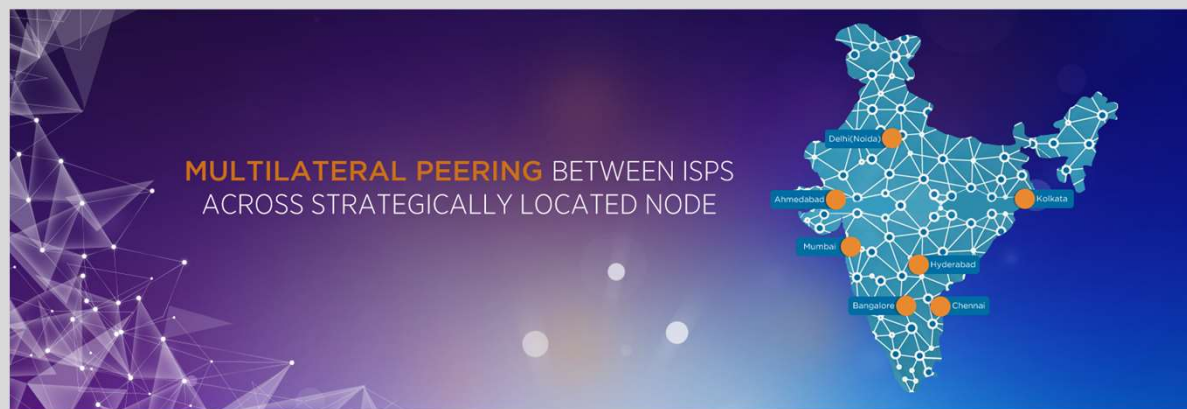 MULTILATERAL PEERING BETWEEN ISPS
ACROSS STRATEGICALLY LOCATED NODE
Delhi(Noida)
Ahmedabad
Kolkata
Mumbai
Hyderabad
Bangalore
Chennai